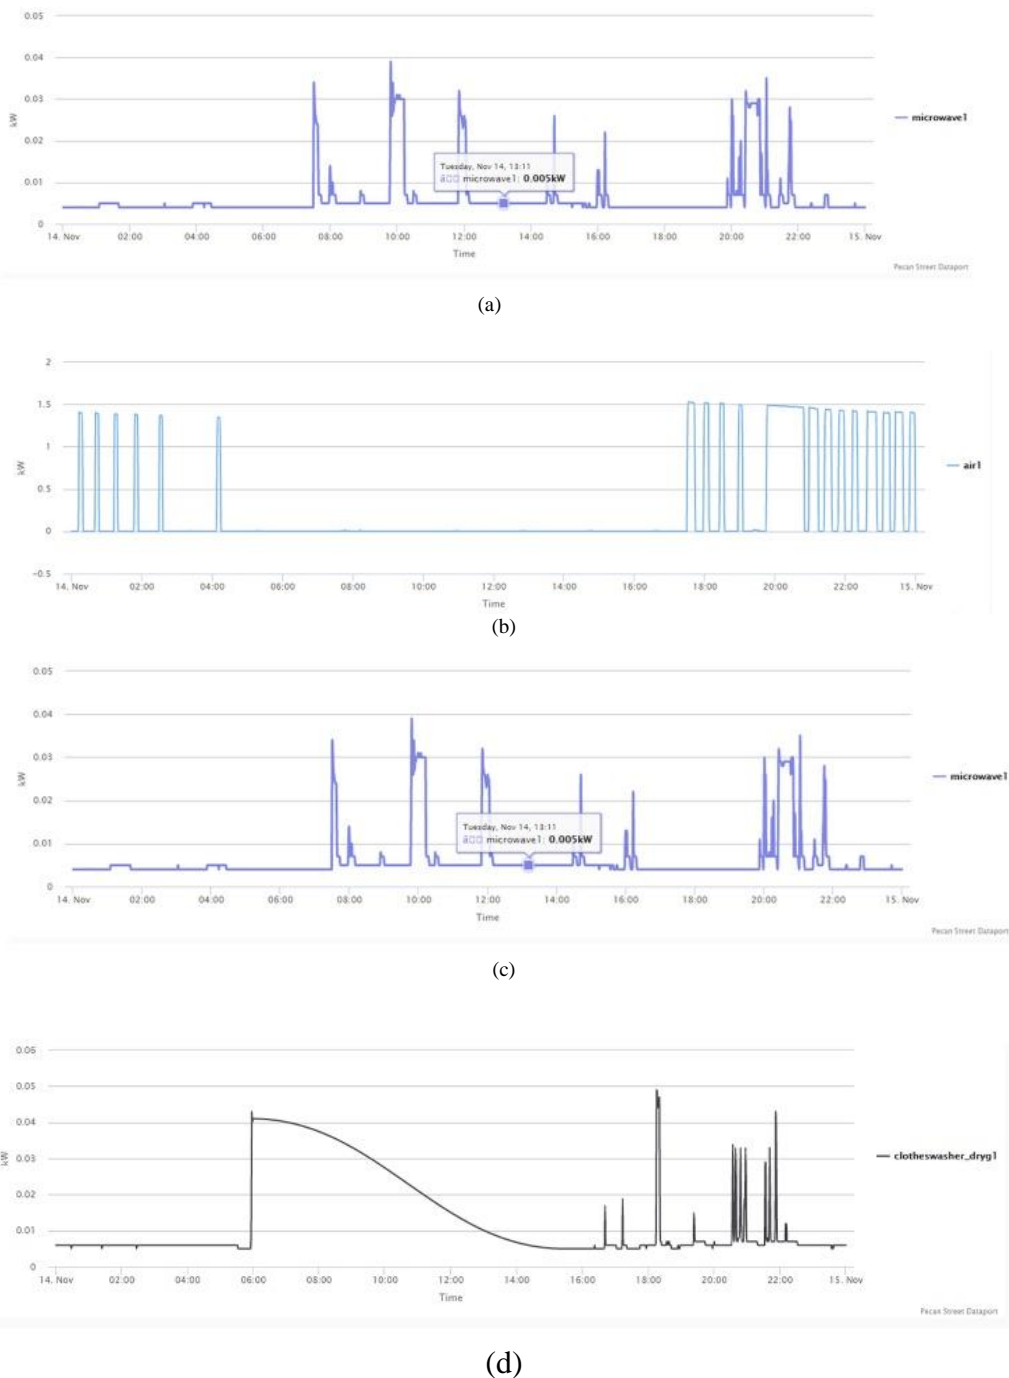 0.05
0.04
0.03
0.02
0.01
0
kW
Tuesday, Nov 14, 13:11
microwave1: 0.005kW
microwave1
14. Nov 02:00 04:00 06:00 08:00 10:00 12:00 14:00 16:00 18:00 20:00 22:00 15. Nov
Time
Pecan Street Dataport
(a)
2
1.5
1
0.5
0
-0.5
kW
air1
14. Nov 02:00 04:00 06:00 08:00 10:00 12:00 14:00 16:00 18:00 20:00 22:00 15. Nov
Time
(b)
0.05
0.04
0.03
0.02
0.01
0
kW
Tuesday, Nov 14, 13:11
microwave1: 0.005kW
microwave1
14. Nov 02:00 04:00 06:00 08:00 10:00 12:00 14:00 16:00 18:00 20:00 22:00 15. Nov
Time
Pecan Street Dataport
(c)
0.06
0.05
0.04
0.03
0.02
0.01
0
kW
clotheswasher_dryg1
14. Nov 02:00 04:00 06:00 08:00 10:00 12:00 14:00 16:00 18:00 20:00 22:00 15. Nov
Time
Pecan Street Dataport
(d)